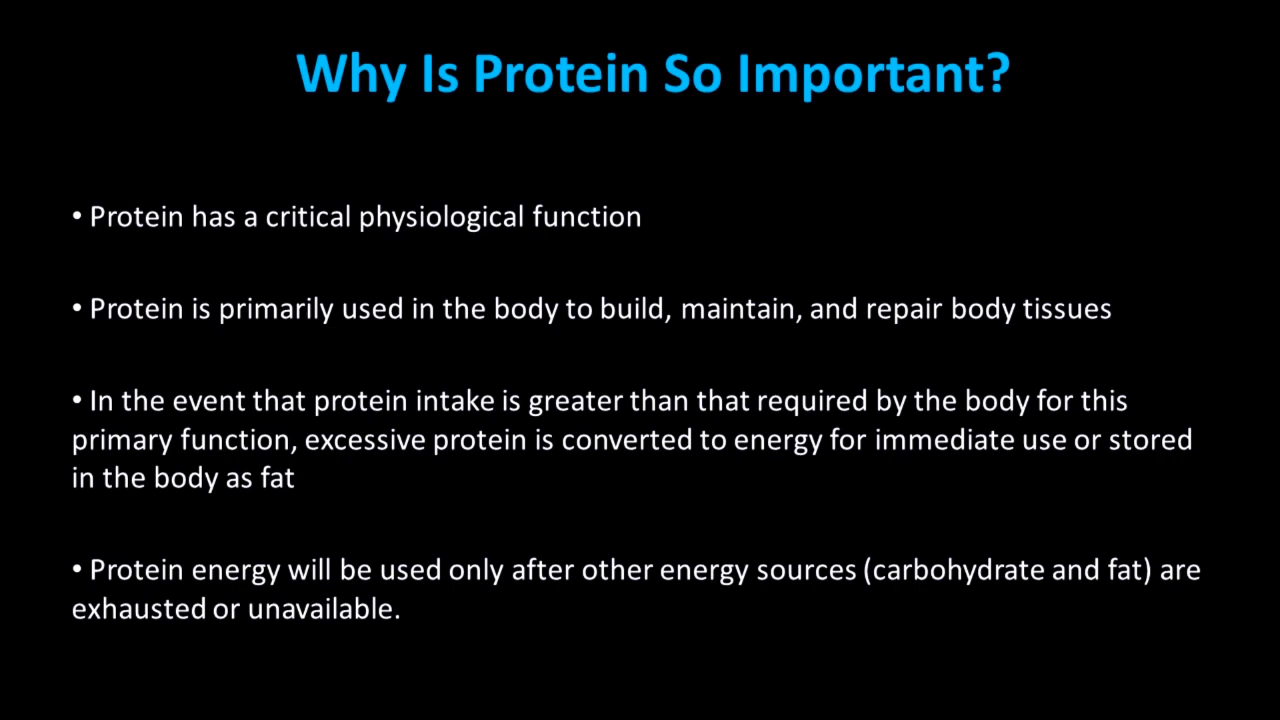 Why Is Protein So Important?
• Protein has a critical physiological function
• Protein is primarily used in the body to build, maintain, and repair body tissues
• In the event that protein intake is greater than that required by the body for this
primary function, excessive protein is converted to energy for immediate use or stored
in the body as fat
• Protein energy will be used only after other energy sources (carbohydrate and fat) are
exhausted or unavailable.